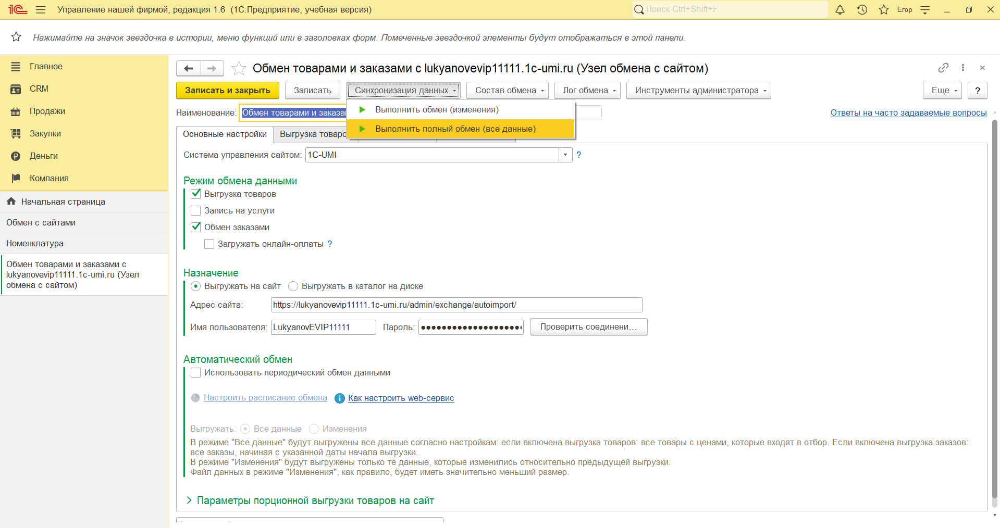 1С Управление нашей фирмой, редакция 1.6 (1С:Предприятие, учебная версия) Поиск Ctrl+Shift+F Егор
Нажимайте на значок звездочка в истории, меню функций или в заголовках форм. Помеченные звездочкой элементы будут отображаться в этой панели.
Главное
CRM
Продажи
Закупки
Деньги
Компания
Начальная страница
Обмен с сайтами
Номенклатура
Обмен товарами и заказами с
lukyanovevip11111.1c-umi.ru (Узел
обмена с сайтом)
Обмен товарами и заказами с lukyanovevip11111.1c-umi.ru (Узел обмена с сайтом)
Записать и закрыть Записать Синхронизация данных Состав обмена Лог обмена Инструменты администратора Еще ?
Наименование: Обмен товарами и заказа Ответы на часто задаваемые вопросы
Выполнить обмен (изменения)
Выполнить полный обмен (все данные)
Основные настройки Выгрузка товаро
Система управления сайтом: 1С-UMI ?
Режим обмена данными
Выгрузка товаров
Запись на услуги
Обмен заказами
Загружать онлайн-оплаты ?
Назначение
Выгружать на сайт Выгружать в каталог на диске
Адрес сайта: https://lukyanovevip11111.1c-umi.ru/admin/exchange/autoimport/
Имя пользователя: LukyanovEVIP11111 Пароль: Проверить соединени…
Автоматический обмен
Использовать периодический обмен данными
Настроить расписание обмена Как настроить web-сервис
Выгружать: Все данные Изменения
В режиме "Все данные" будут выгружены все данные согласно настройкам: если включена выгрузка товаров: все товары с ценами, которые входят в отбор. Если включена выгрузка заказов:
все заказы, начиная с указанной даты начала выгрузки.
В режиме "Изменения" будут выгружены только те данные, которые изменились относительно предыдущей выгрузки.
Файл данных в режиме "Изменения", как правило, будет иметь значительно меньший размер.
Параметры порционной выгрузки товаров на сайт